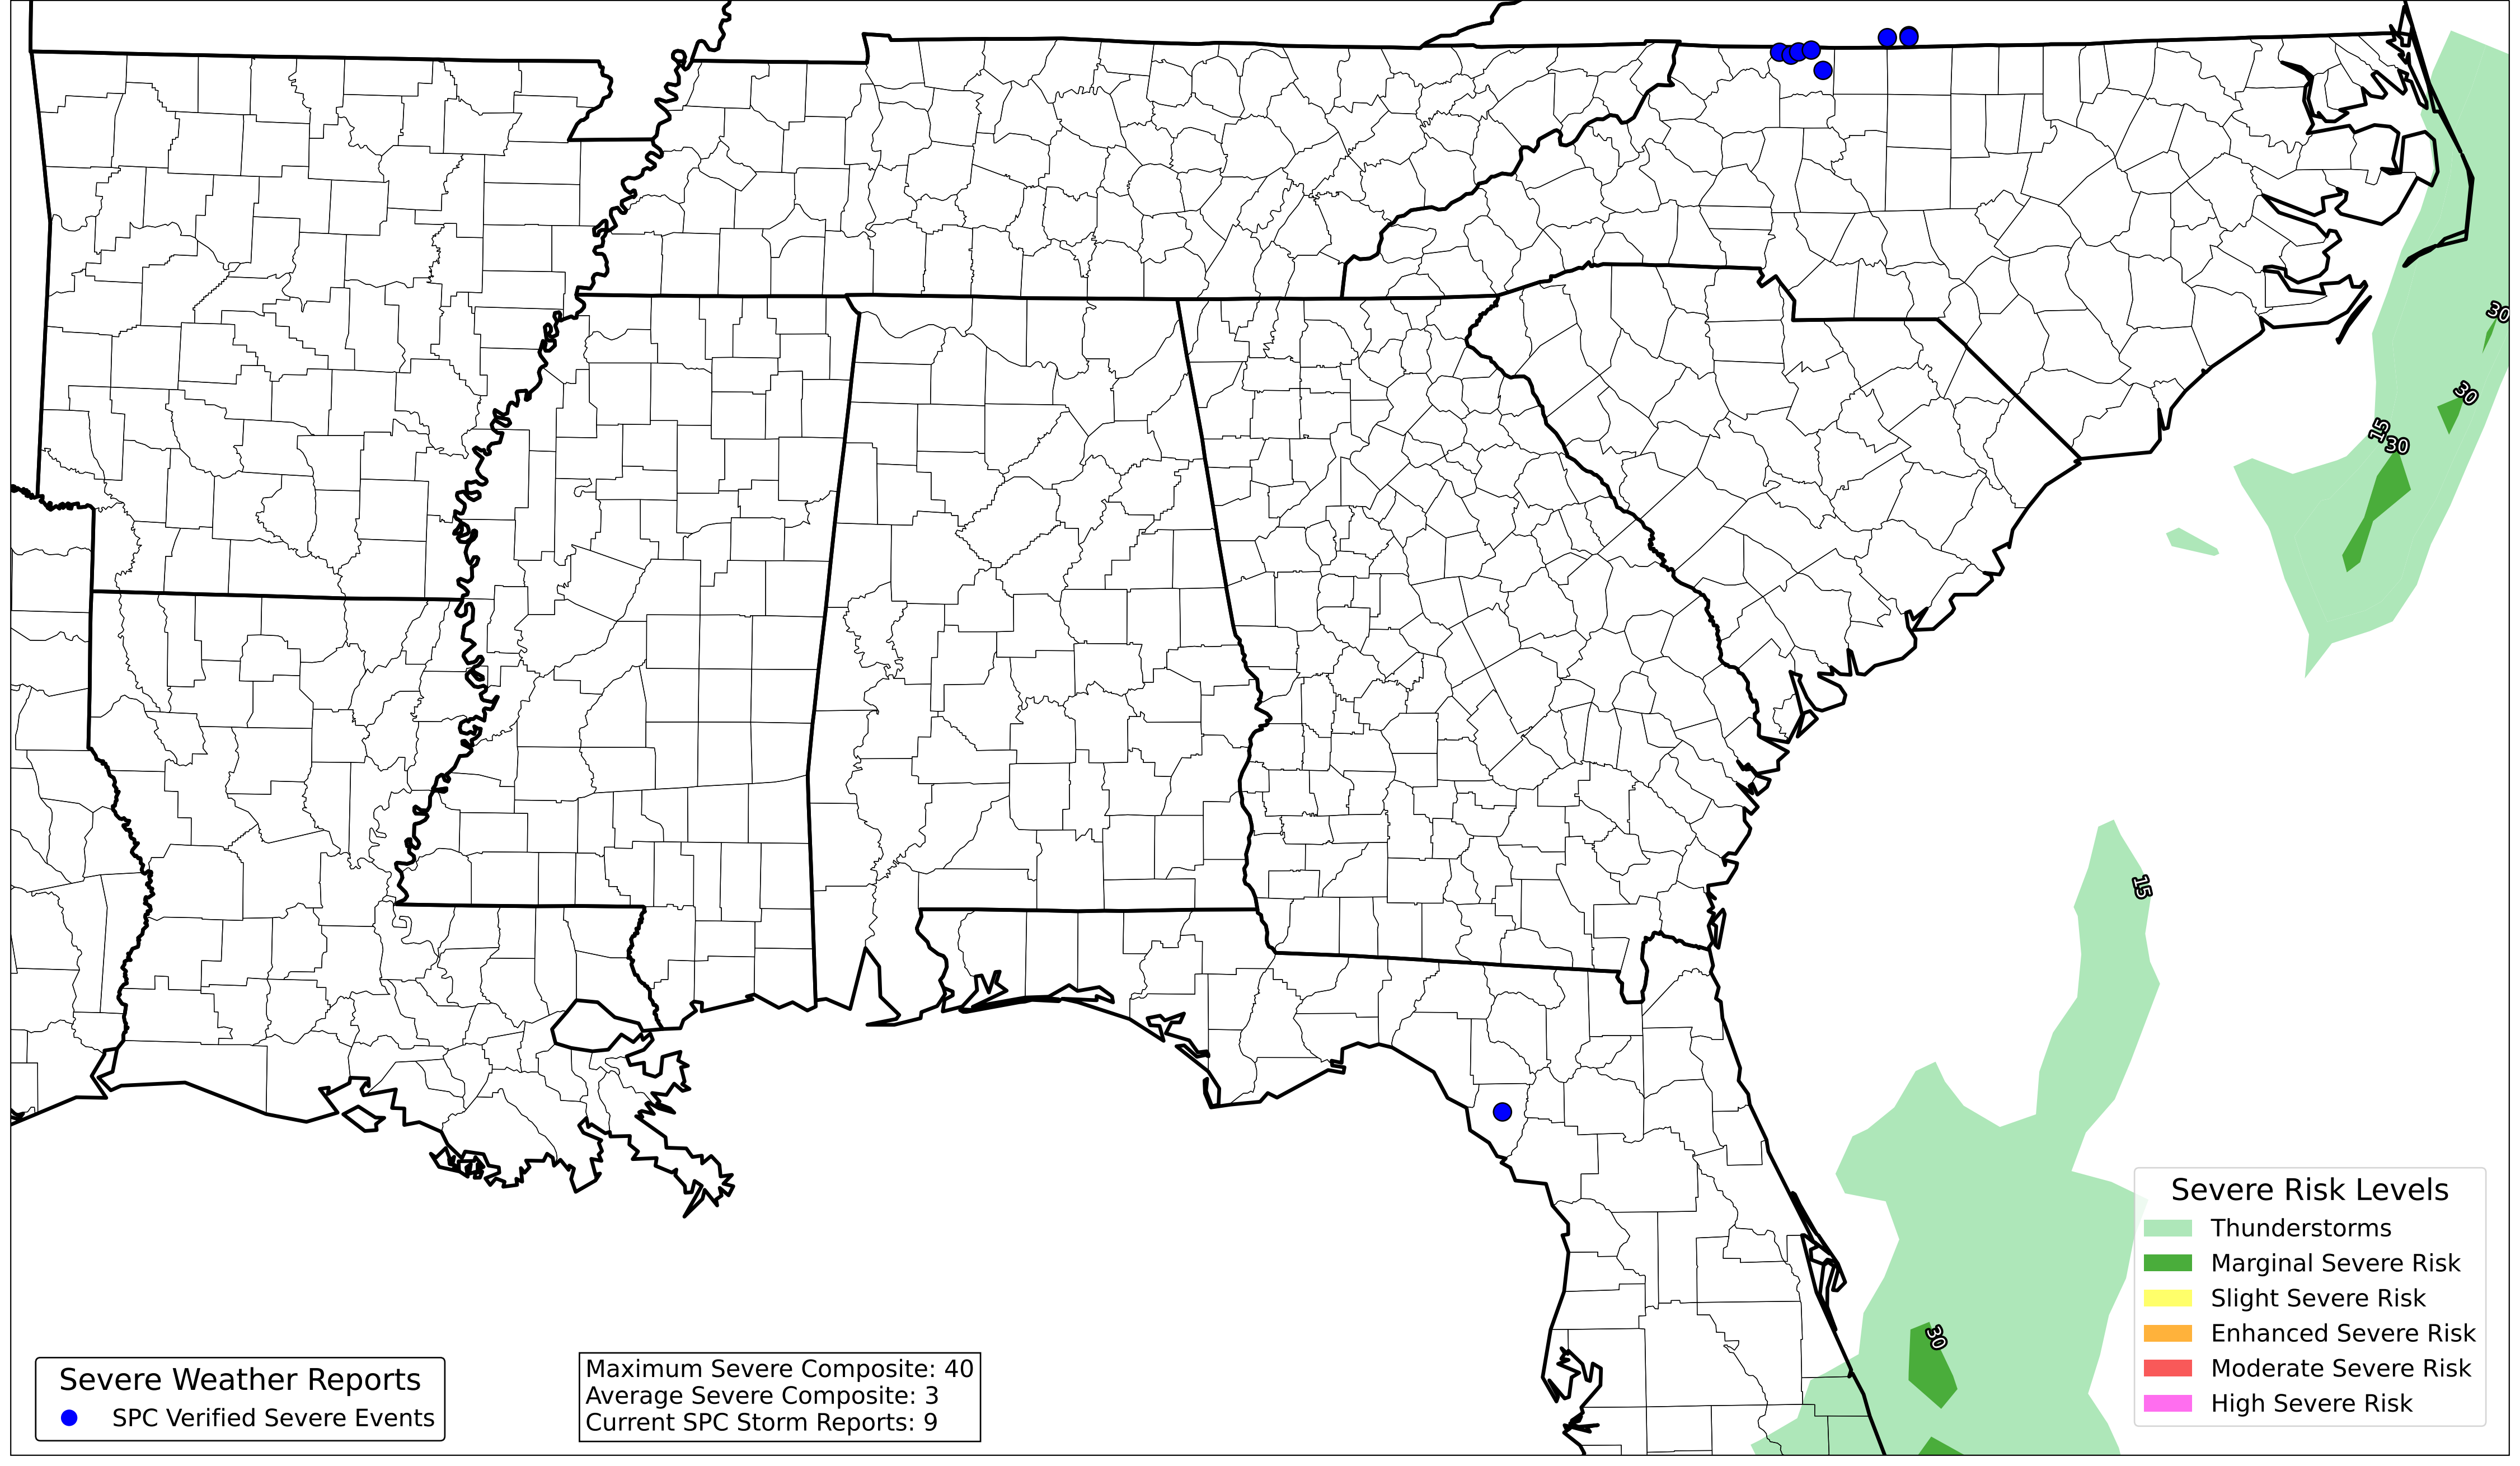 30
30
15
30
15
30
Severe Risk Levels
Thunderstorms
Marginal Severe Risk
Slight Severe Risk
Enhanced Severe Risk
Moderate Severe Risk
High Severe Risk
Severe Weather Reports
SPC Verified Severe Events
Maximum Severe Composite: 40
Average Severe Composite: 3
Current SPC Storm Reports: 9